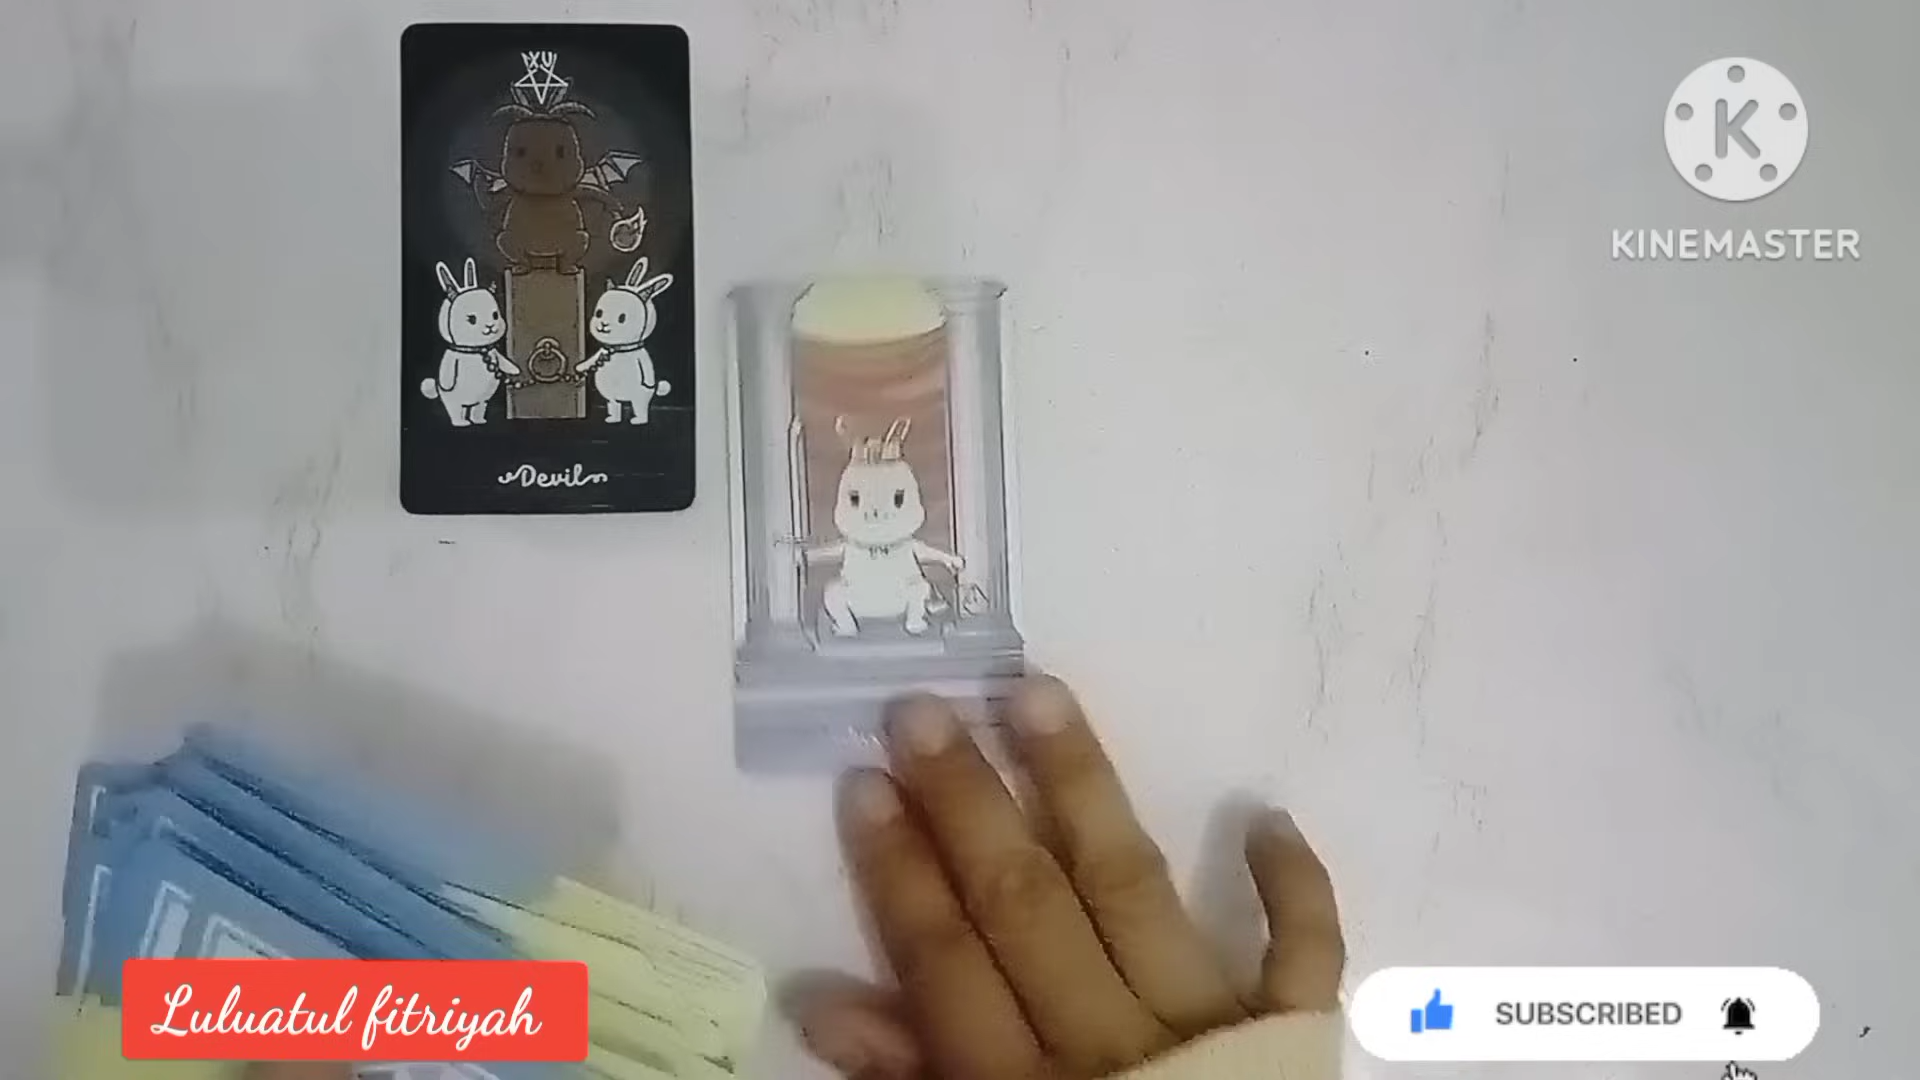 XV
Devil
K
KINEMASTER
Luluatul fitriyah
SUBSCRIBED